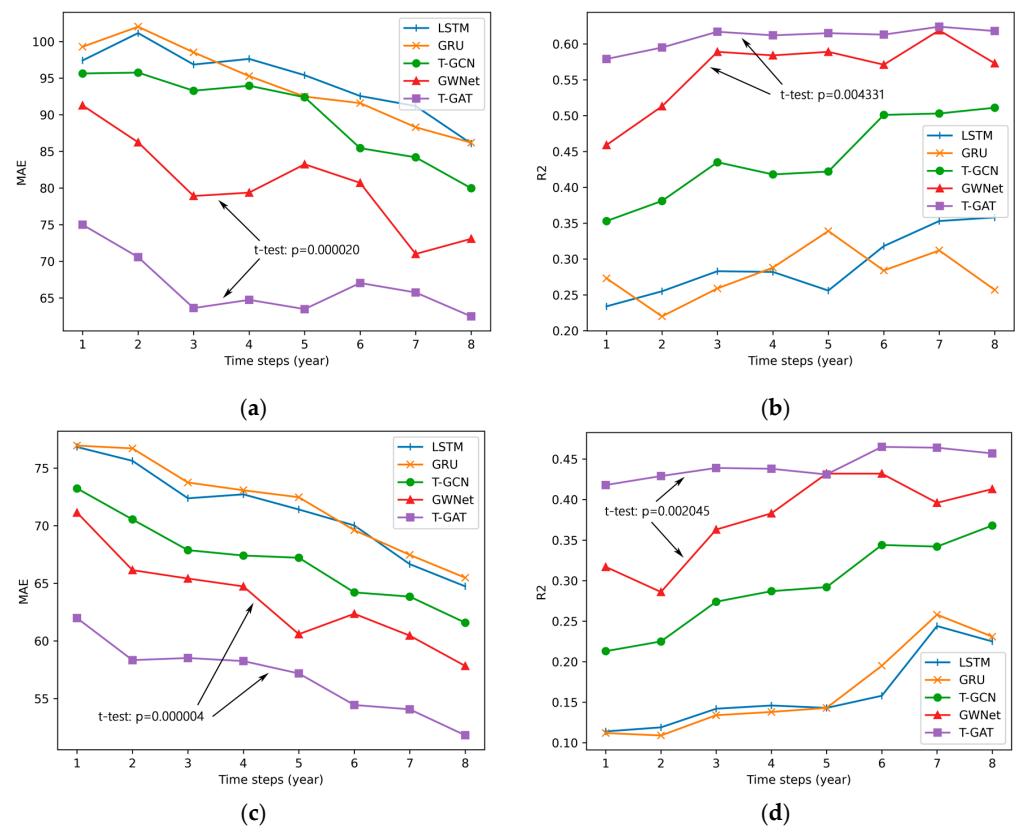 MAE
100
95
90
85
80
75
70
65
1 2 3 4 5 6 7 8
Time steps (year)
LSTM
GRU
T-GCN
GWNet
T-GAT
t-test: p=0.000020
(a)
R2
0.60
0.55
0.50
0.45
0.40
0.35
0.30
0.25
0.20
1 2 3 4 5 6 7 8
Time steps (year)
t-test: p=0.004331
LSTM
GRU
T-GCN
GWNet
T-GAT
(b)
MAE
75
70
65
60
55
1 2 3 4 5 6 7 8
Time steps (year)
LSTM
GRU
T-GCN
GWNet
T-GAT
t-test: p=0.000004
(c)
R2
0.45
0.40
0.35
0.30
0.25
0.20
0.15
0.10
1 2 3 4 5 6 7 8
Time steps (year)
t-test: p=0.002045
LSTM
GRU
T-GCN
GWNet
T-GAT
(d)